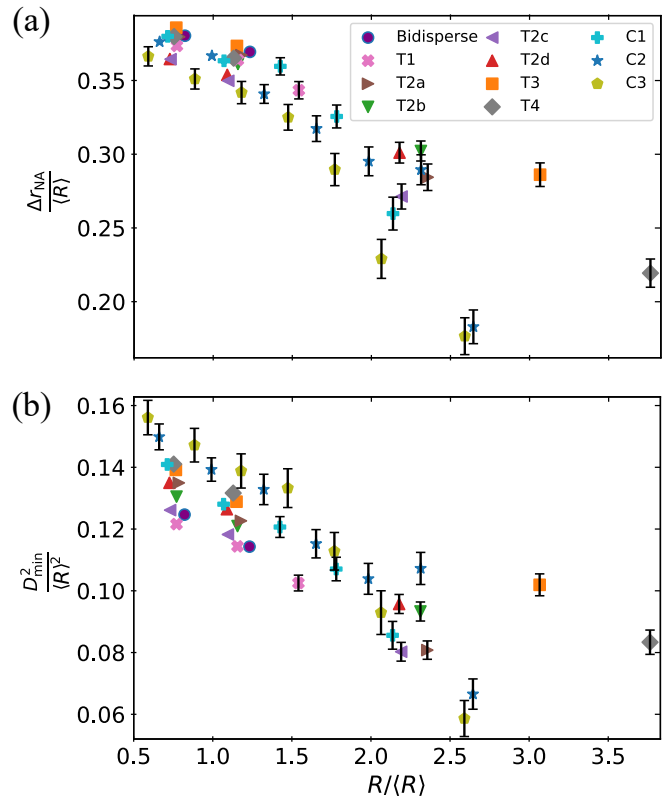 (a)
Bidisperse T2c C1
T1 T2d C2
T2a T3 C3
T2b T4
0.35
0.30
0.25
0.20
Δr_NA
⟨R⟩
(b)
0.16
0.14
0.12
0.10
0.08
0.06
D²_min
⟨R⟩²
0.5 1.0 1.5 2.0 2.5 3.0 3.5
R/⟨R⟩